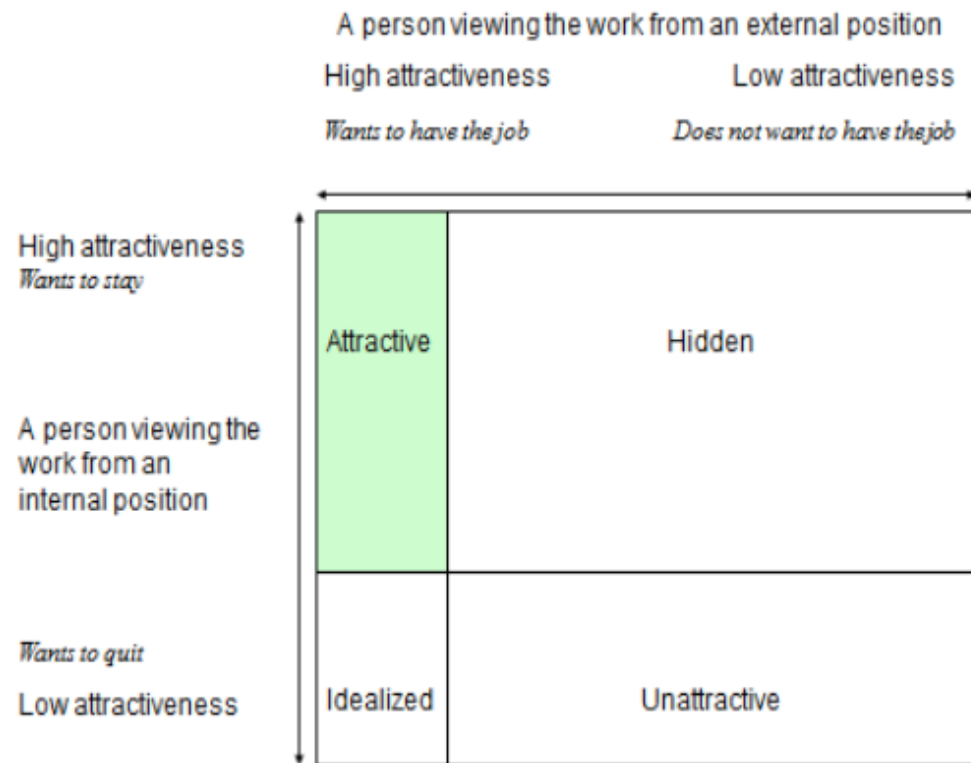 A person viewing the work from an external position
High attractiveness Low attractiveness
Wants to have the job Does not want to have the job
High attractiveness
Wants to stay
Attractive Hidden
A person viewing the
work from an
internal position
Wants to quit
Low attractiveness Idealized Unattractive